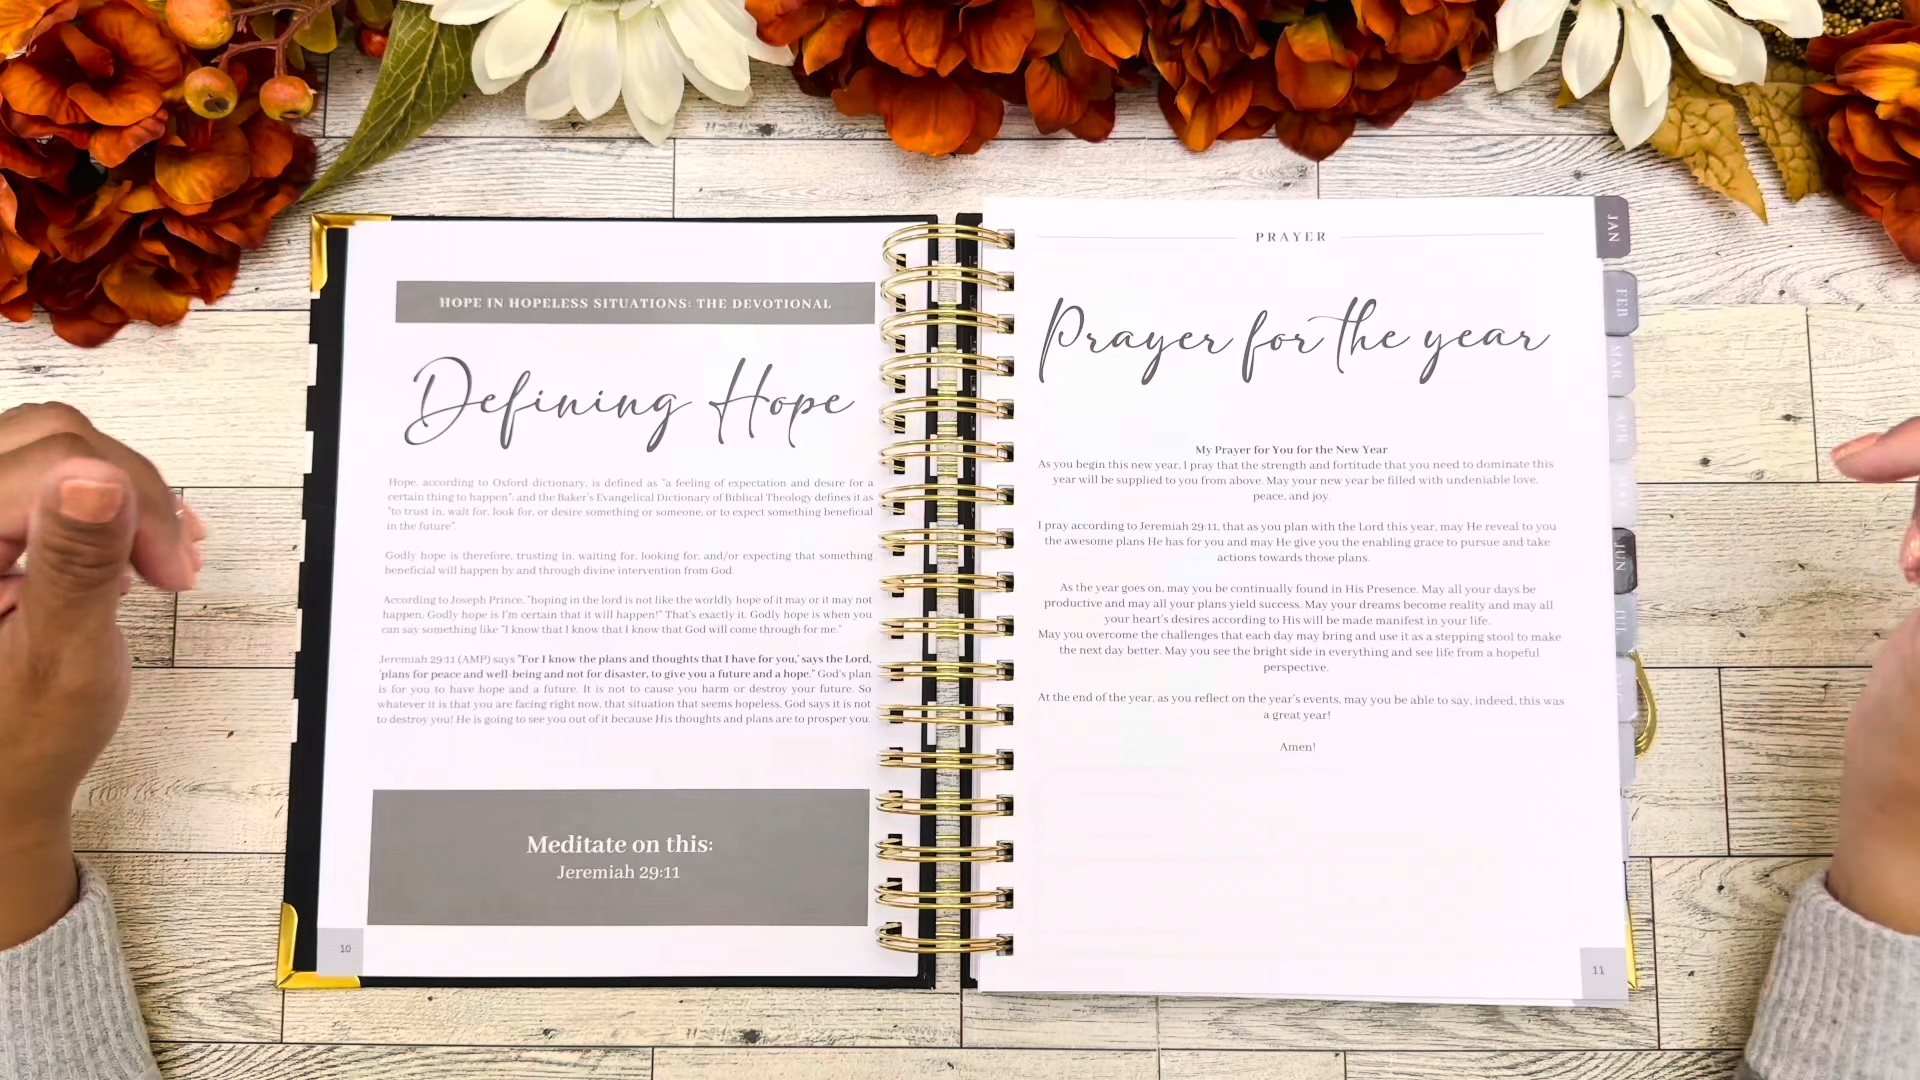 HOPE IN HOPELESS SITUATIONS: THE DEVOTIONAL
Defining Hope
Hope, according to Oxford dictionary, is defined as "a feeling of expectation and desire for a
certain thing to happen", and the Baker's Evangelical Dictionary of Biblical Theology defines it as
"to trust in, wait for, look for, or desire something or someone, or to expect something beneficial
in the future".
Godly hope is therefore, trusting in, waiting for, looking for, and/or expecting that something
beneficial will happen by and through divine intervention from God.
According to Joseph Prince, "hoping in the lord is not like the worldly hope of it may or it may not
happen; Godly hope is I'm certain that it will happen!" That's exactly it. Godly hope is when you
can say something like "I know that I know that I know that God will come through for me."
Jeremiah 29:11 (AMP) says "For I know the plans and thoughts that I have for you,' says the Lord,
'plans for peace and well-being and not for disaster, to give you a future and a hope." God's plan
is for you to have hope and a future. It is not to cause you harm or destroy your future. So
whatever it is that you are facing right now, that situation that seems hopeless, God says it is not
to destroy you! He is going to see you out of it because His thoughts and plans are to prosper you.
Meditate on this:
Jeremiah 29:11
10
PRAYER
Prayer for the year
My Prayer for You for the New Year
As you begin this new year, I pray that the strength and fortitude that you need to dominate this
year will be supplied to you from above. May your new year be filled with undeniable love,
peace, and joy.
I pray according to Jeremiah 29:11, that as you plan with the Lord this year, may He reveal to you
the awesome plans He has for you and may He give you the enabling grace to pursue and take
actions towards those plans.
As the year goes on, may you be continually found in His Presence. May all your days be
productive and may all your plans yield success. May your dreams become reality and may all
your heart's desires according to His will be made manifest in your life.
May you overcome the challenges that each day may bring and use it as a stepping stool to make
the next day better. May you see the bright side in everything and see life from a hopeful
perspective.
At the end of the year, as you reflect on the year's events, may you be able to say, indeed, this was
a great year!
Amen!
11
JAN
FEB
MAR
APR
MAY
JUN
JUL